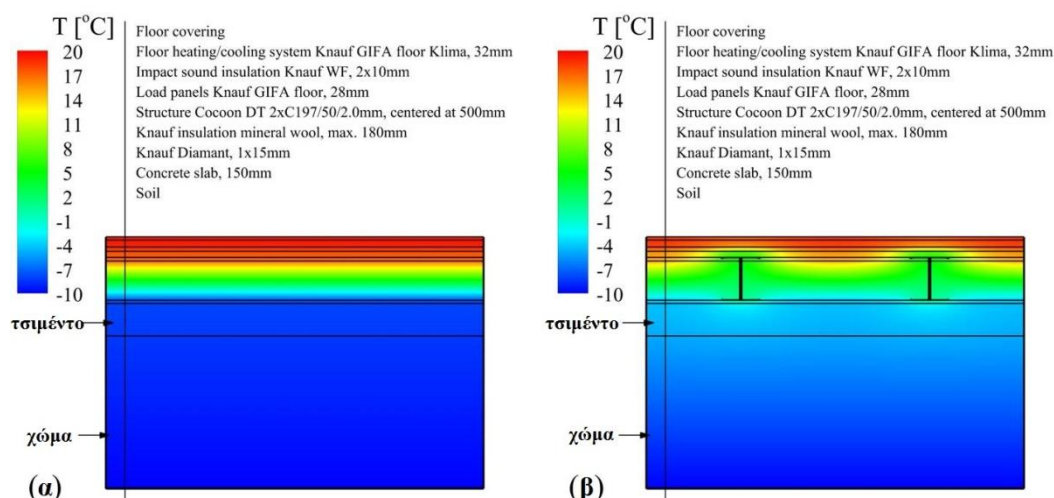 T [°C]
20
17
14
11
8
5
2
-1
-4
-7
-10
Floor covering
Floor heating/cooling system Knauf GIFA floor Klima, 32mm
Impact sound insulation Knauf WF, 2x10mm
Load panels Knauf GIFA floor, 28mm
Structure Cocoon DT 2xC197/50/2.0mm, centered at 500mm
Knauf insulation mineral wool, max. 180mm
Knauf Diamant, 1x15mm
Concrete slab, 150mm
Soil
τσιμέντο
χώμα
(α)
T [°C]
20
17
14
11
8
5
2
-1
-4
-7
-10
Floor covering
Floor heating/cooling system Knauf GIFA floor Klima, 32mm
Impact sound insulation Knauf WF, 2x10mm
Load panels Knauf GIFA floor, 28mm
Structure Cocoon DT 2xC197/50/2.0mm, centered at 500mm
Knauf insulation mineral wool, max. 180mm
Knauf Diamant, 1x15mm
Concrete slab, 150mm
Soil
τσιμέντο
χώμα
(β)